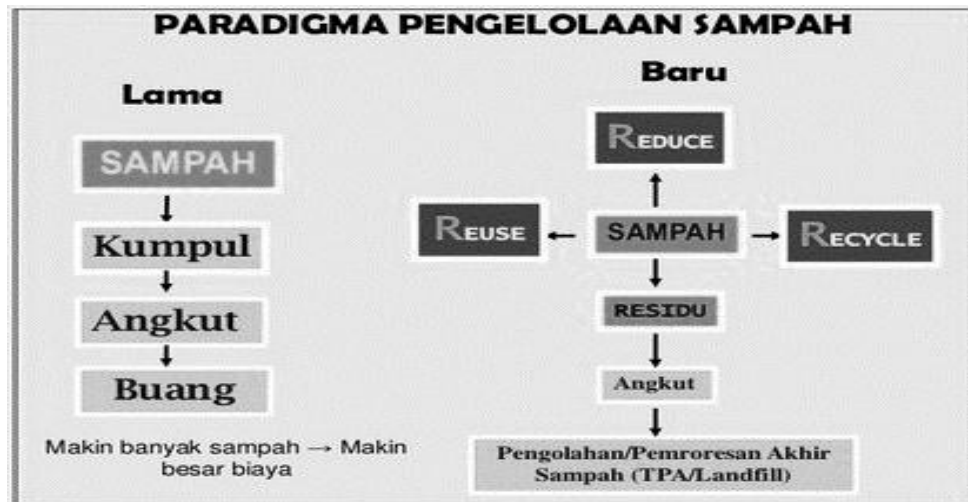 PARADIGMA PENGELOLAAN SAMPAH
Lama
SAMPAH
Kumpul
Angkut
Buang
Makin banyak sampah → Makin
besar biaya
Baru
REDUCE
REUSE
SAMPAH
RECYCLE
RESIDU
Angkut
Pengolahan/Pemroresan Akhir
Sampah (TPA/Landfill)